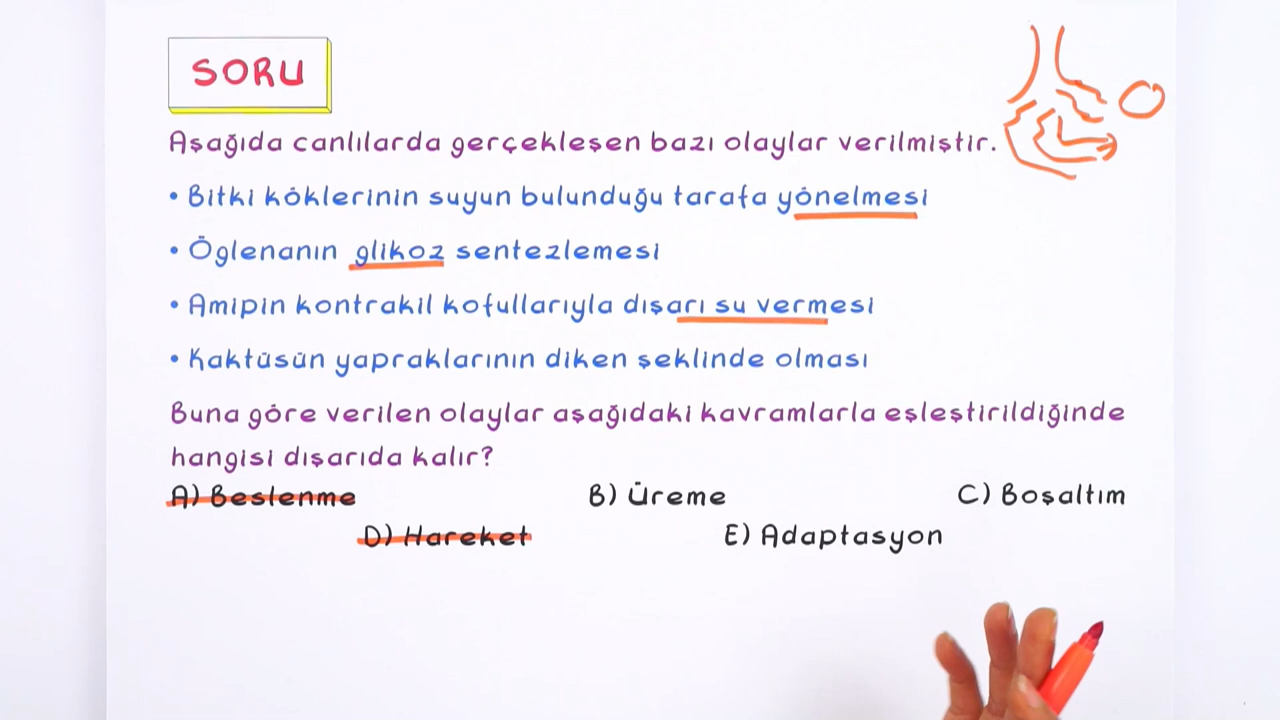 SORU
Aşağıda canlılarda gerçekleşen bazı olaylar verilmiştir.
• Bitki köklerinin suyun bulunduğu tarafa yönelmesi
• Öglenanın glikoz sentezlemesi
• Amipin kontrakil kofullarıyla dışarı su vermesi
• Kaktüsün yapraklarının diken şeklinde olması
Buna göre verilen olaylar aşağıdaki kavramlarla eşleştirildiğinde
hangisi dışarıda kalır?
A) Beslenme B) Üreme C) Boşaltım
D) Hareket E) Adaptasyon